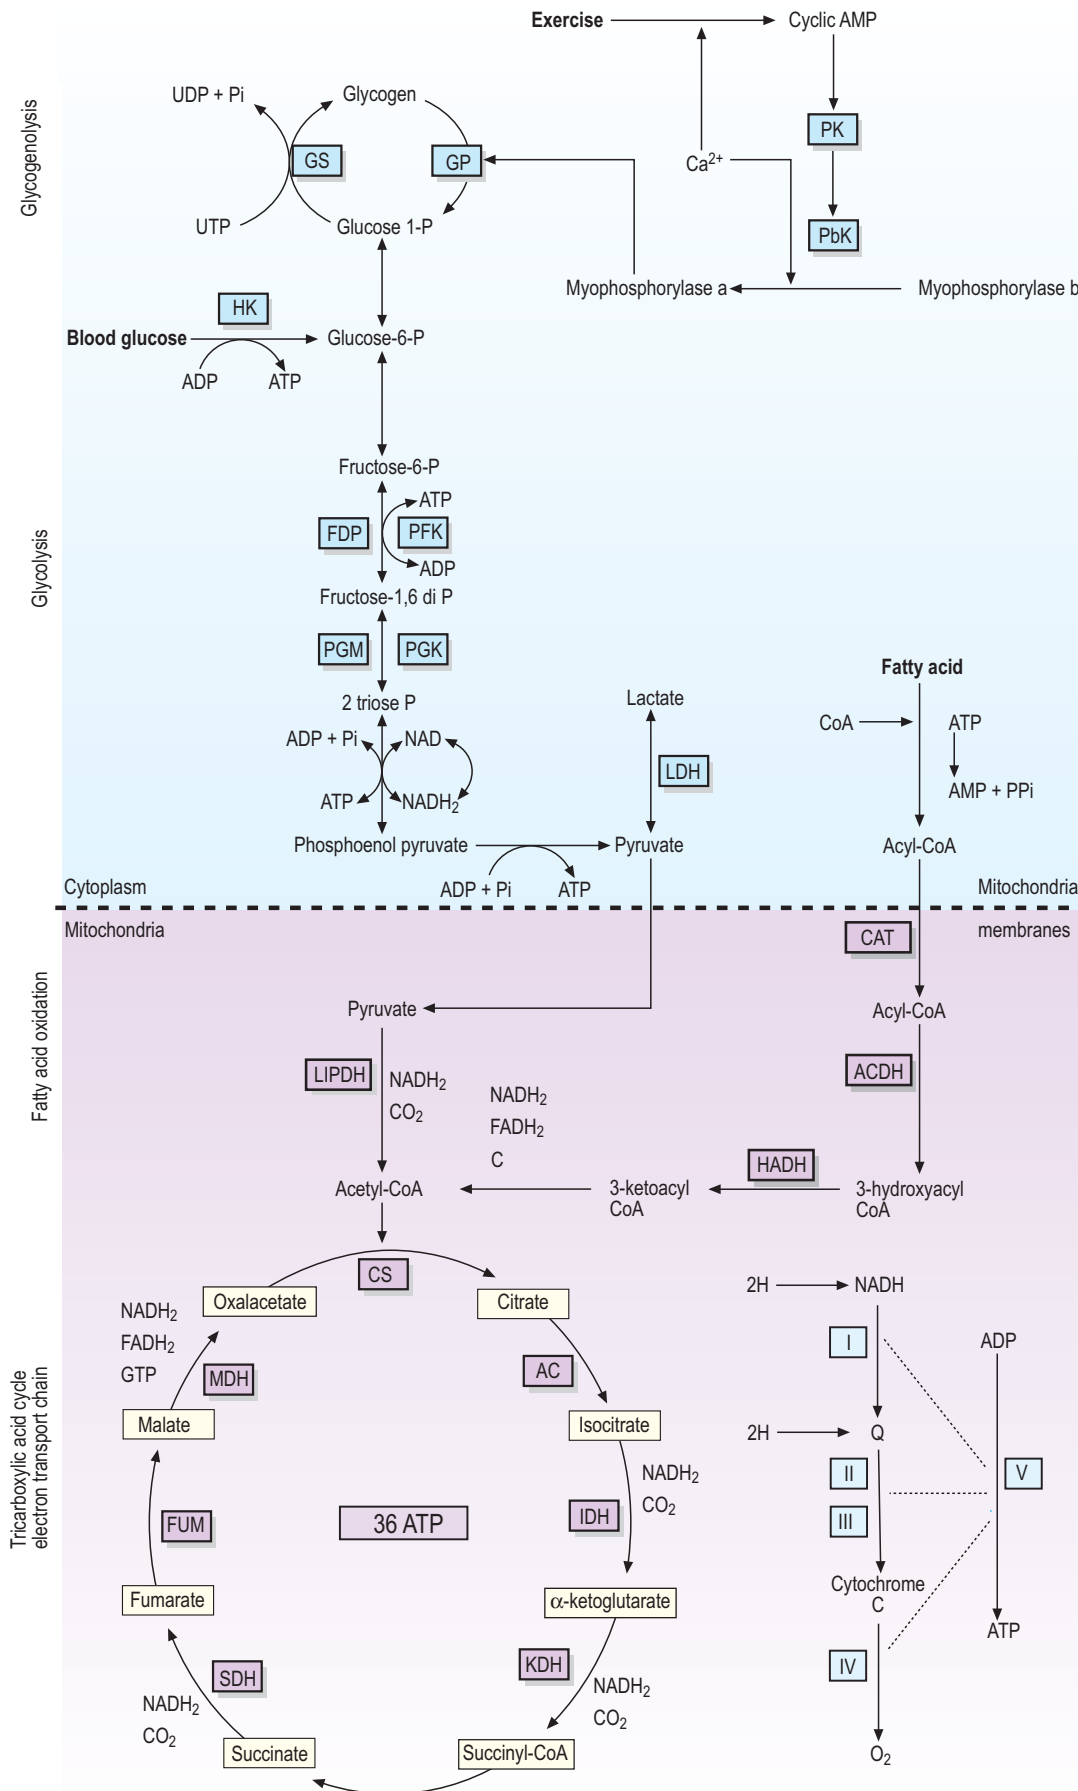 Exercise
Cyclic AMP
UDP + Pi
Glycogen
PK
GS
GP
Ca2+
Glycogenolysis
UTP
Glucose 1-P
PbK
Myophosphorylase a
Myophosphorylase b
HK
Blood glucose
Glucose-6-P
ADP
ATP
Fructose-6-P
ATP
FDP
PFK
ADP
Glycolysis
Fructose-1,6 di P
PGM
PGK
Fatty acid
2 triose P
Lactate
CoA
ATP
ADP + Pi
NAD
LDH
ATP
NADH2
AMP + PPi
Phosphoenol pyruvate
Pyruvate
Acyl-CoA
ADP + Pi
ATP
Cytoplasm
Mitochondria
Mitochondria
membranes
CAT
Pyruvate
Acyl-CoA
Fatty acid oxidation
LIPDH
NADH2
CO2
NADH2
FADH2
C
ACDH
HADH
Acetyl-CoA
3-ketoacyl
CoA
3-hydroxyacyl
CoA
CS
Oxalacetate
Citrate
2H
NADH
NADH2
FADH2
GTP
MDH
AC
I
ADP
Malate
Isocitrate
2H
Q
Tricarboxylic acid cycle
electron transport chain
NADH2
CO2
II
V
FUM
36 ATP
IDH
III
Fumarate
α-ketoglutarate
Cytochrome
C
ATP
SDH
KDH
IV
NADH2
CO2
NADH2
CO2
Succinate
Succinyl-CoA
O2